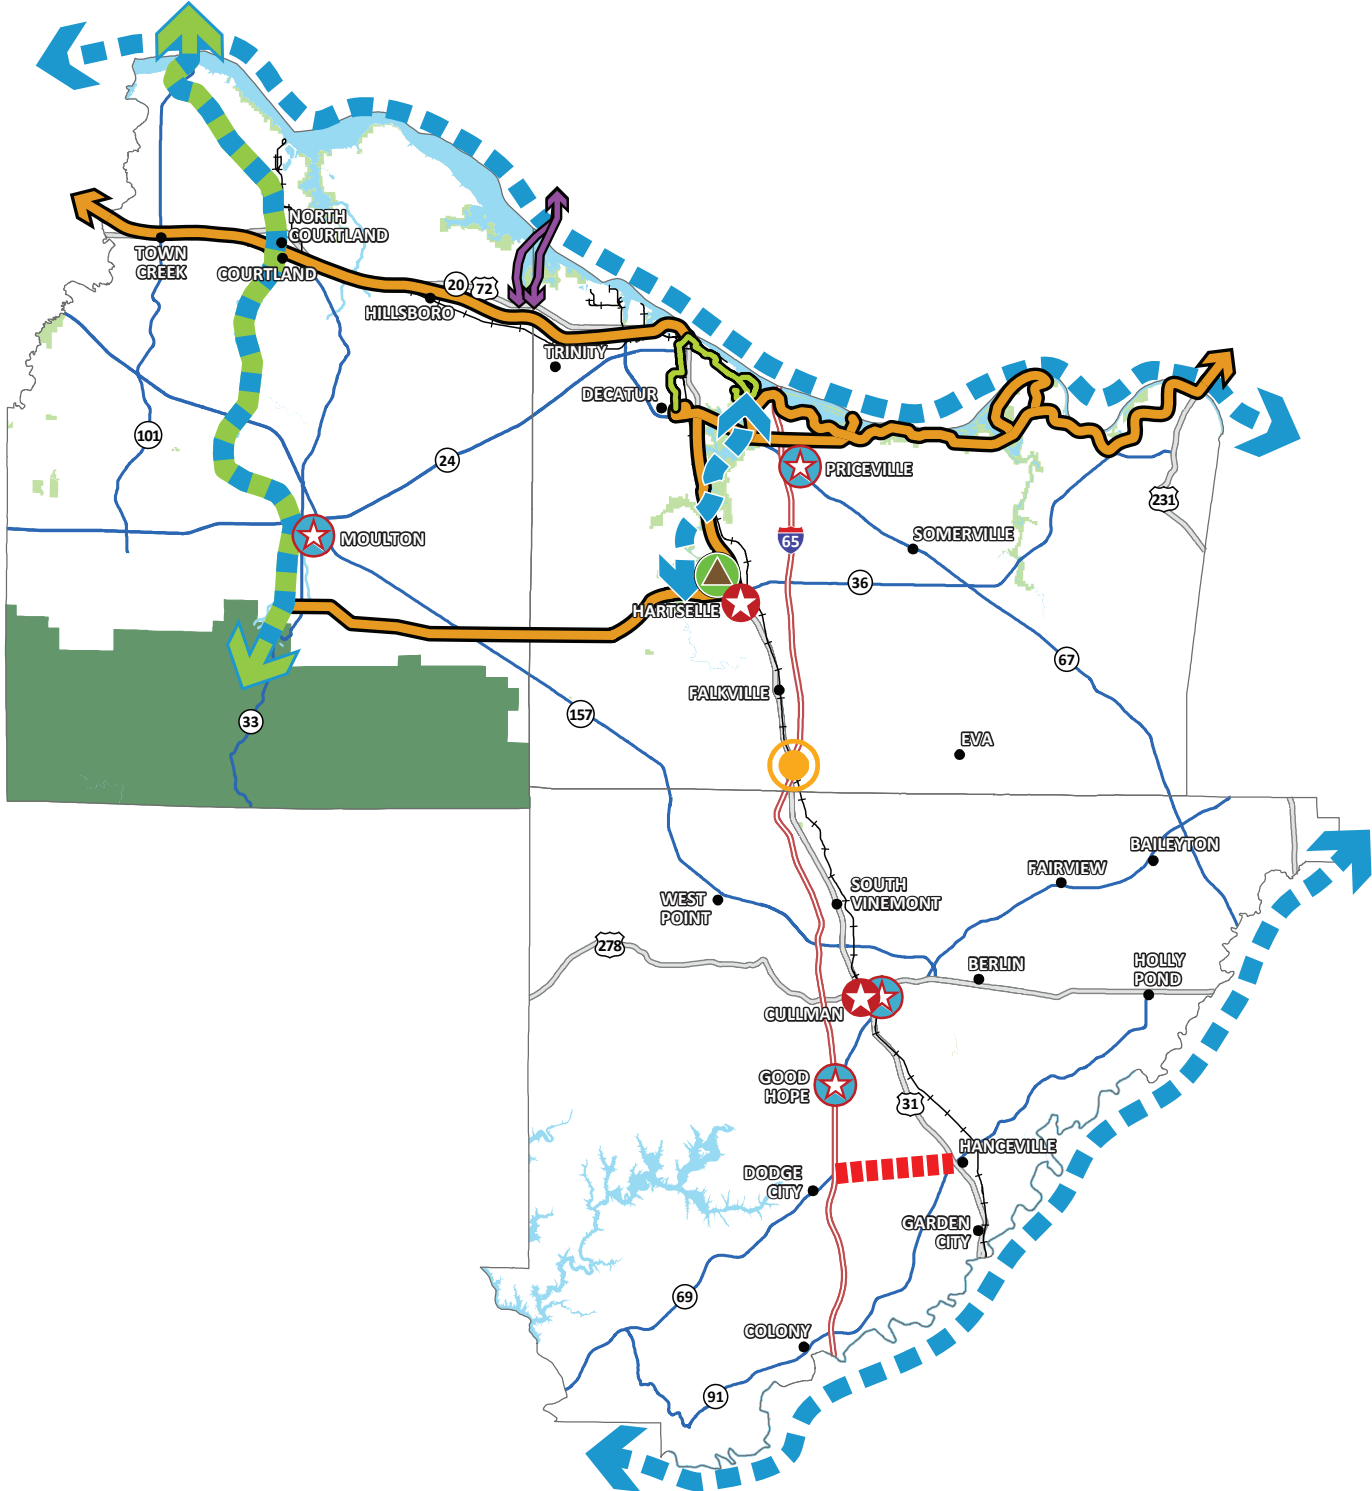 NORTH
COURTLAND
TOWN
CREEK
COURTLAND
20
72
HILLSBORO
TRINITY
DECATUR
101
24
PRICEVILLE
231
MOULTON
SOMERVILLE
65
36
HARTSELLE
67
FALKVILLE
33
157
EVA
BAILEYTON
FAIRVIEW
WEST
POINT
SOUTH
VINEMONT
278
BERLIN
HOLLY
POND
CULLMAN
GOOD
HOPE
31
HANCEVILLE
DODGE
CITY
GARDEN
CITY
69
COLONY
91